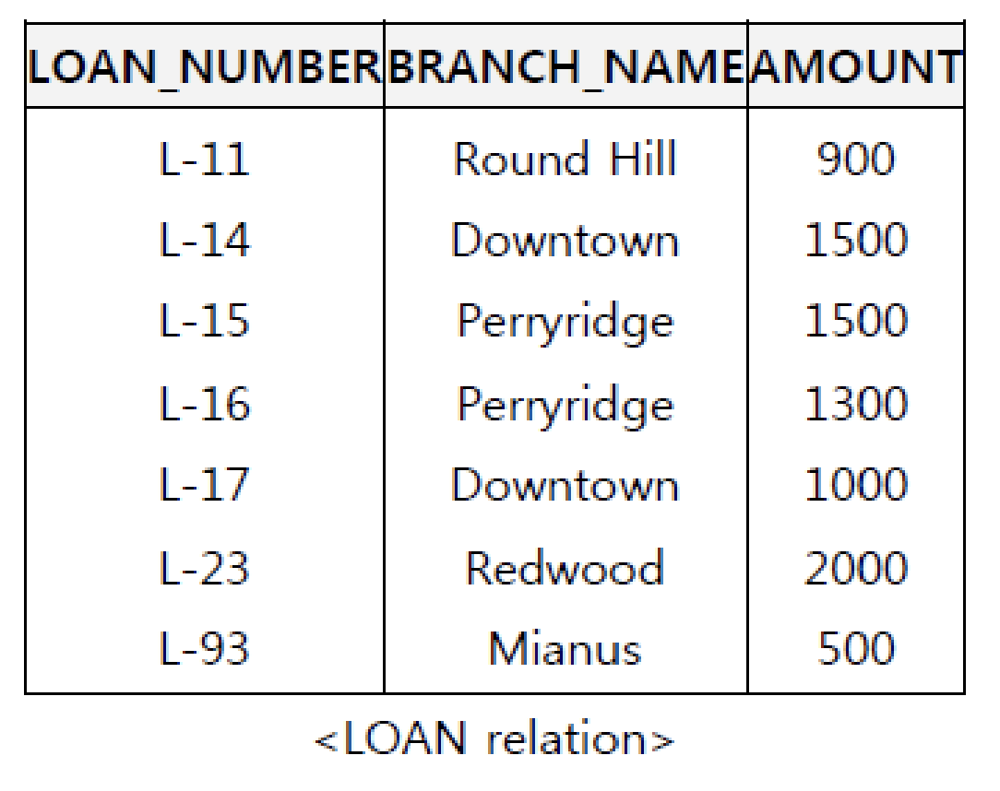 LOAN_NUMBER BRANCH_NAME AMOUNT
L-11 Round Hill 900
L-14 Downtown 1500
L-15 Perryridge 1500
L-16 Perryridge 1300
L-17 Downtown 1000
L-23 Redwood 2000
L-93 Mianus 500
<LOAN relation>